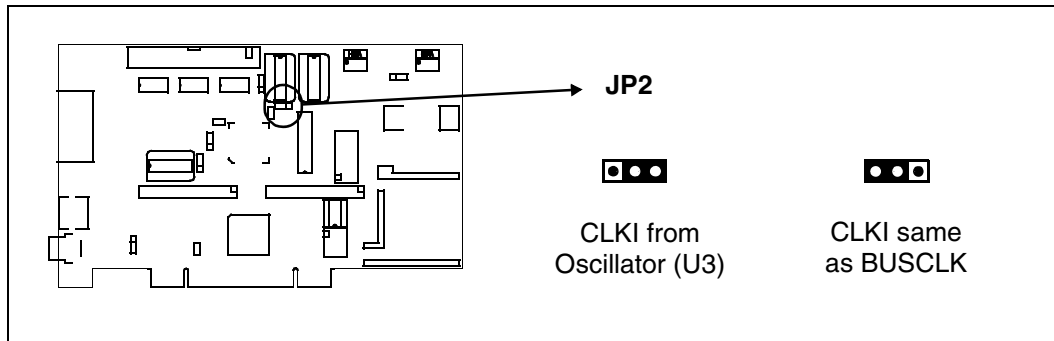 JP2
CLKI from
Oscillator (U3)
CLKI same
as BUSCLK